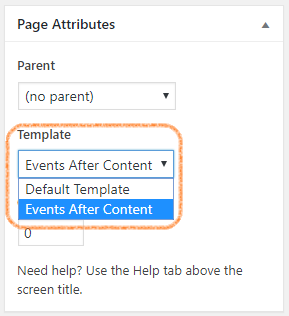 Page Attributes
Parent
(no parent)
Template
Events After Content
Default Template
Events After Content
0
Need help? Use the Help tab above the
screen title.